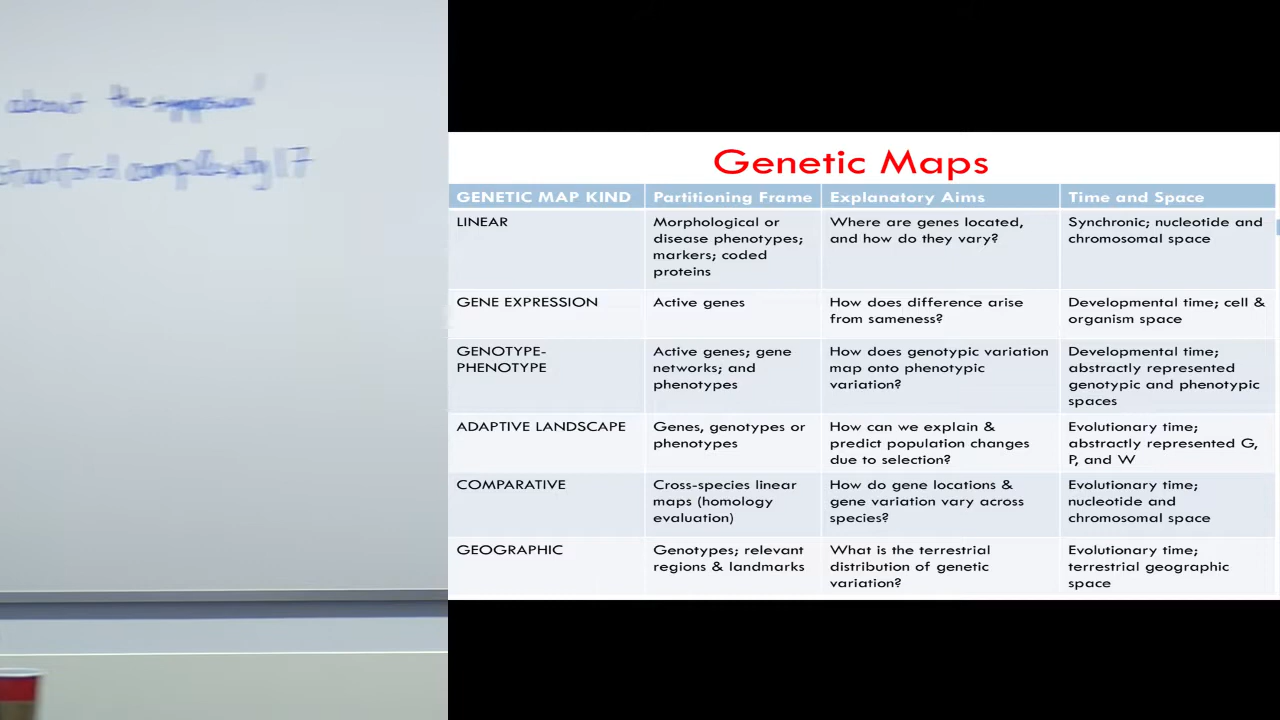 about the
complexity17
Genetic Maps
GENETIC MAP KIND Partitioning Frame Explanatory Aims Time and Space
LINEAR Morphological or Where are genes located, Synchronic; nucleotide and
disease phenotypes; and how do they vary? chromosomal space
markers; coded
proteins
GENE EXPRESSION Active genes How does difference arise Developmental time; cell &
from sameness? organism space
GENOTYPE- Active genes; gene How does genotypic variation Developmental time;
PHENOTYPE networks; and map onto phenotypic abstractly represented
phenotypes variation? genotypic and phenotypic
spaces
ADAPTIVE LANDSCAPE Genes, genotypes or How can we explain & Evolutionary time;
phenotypes predict population changes abstractly represented G,
due to selection? P, and W
COMPARATIVE Cross-species linear How do gene locations & Evolutionary time;
maps (homology gene variation vary across nucleotide and
evaluation) species? chromosomal space
GEOGRAPHIC Genotypes; relevant What is the terrestrial Evolutionary time;
regions & landmarks distribution of genetic terrestrial geographic
variation? space